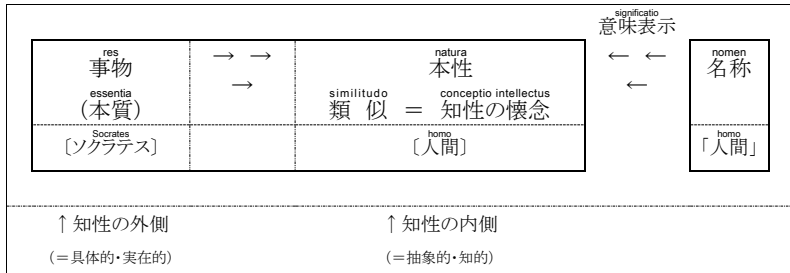 significatio
意味表示
res
事物
→ →
→
natura
本性
← ←
←
nomen
名称
essentia
(本質)
similitudo
類似
=
conceptio intellectus
知性の懐念
Socrates
〔ソクラテス〕
homo
〔人間〕
homo
「人間」
↑知性の外側
↑知性の内側
(=具体的・実在的)
(=抽象的・知的)